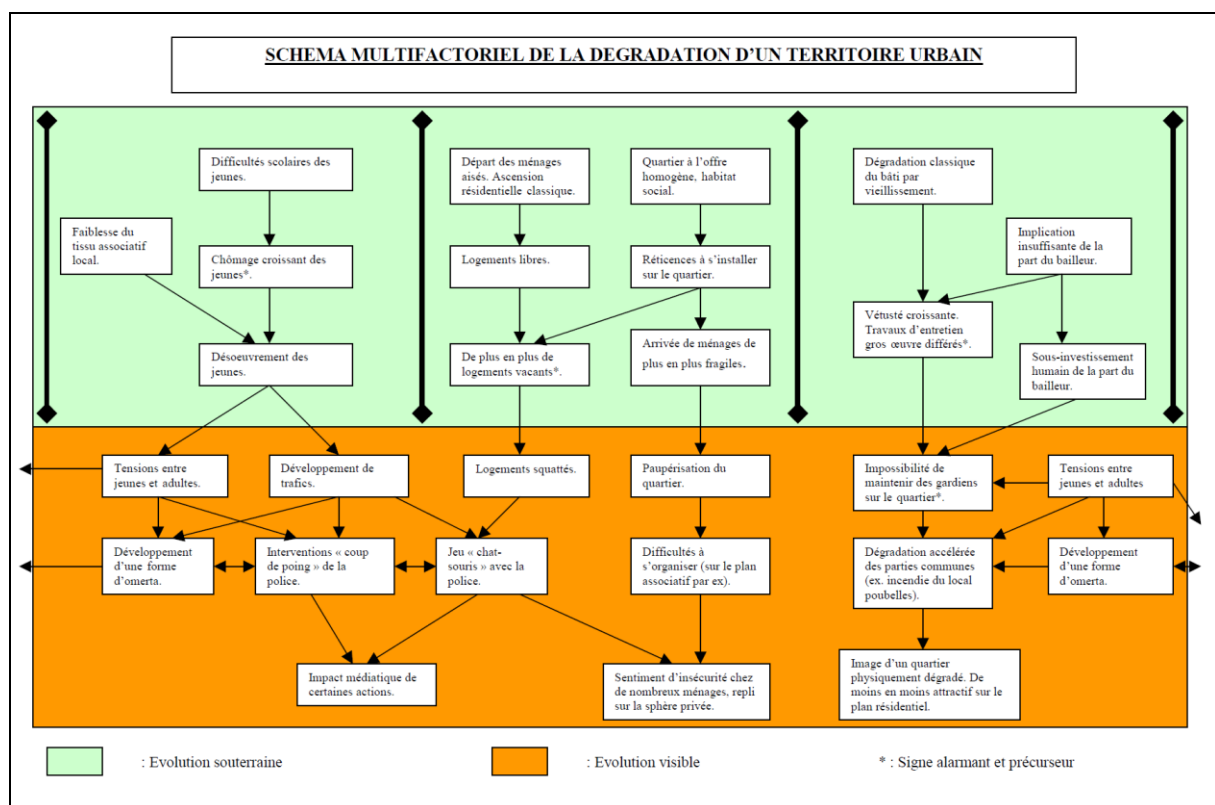 SCHEMA MULTIFACTORIEL DE LA DEGRADATION D'UN TERRITOIRE URBAIN
Difficultés scolaires des
jeunes.
Départ des ménages
aisés. Ascension
résidentielle classique.
Quartier à l'offre
homogène, habitat
social.
Dégradation classique
du bâti par
vieillissement.
Faiblesse du
tissu associatif
local.
Chômage croissant des
jeunes*.
Logements libres.
Réticences à s'installer
sur le quartier.
Implication
insuffisante de la
part du bailleur.
Désoeuvrement des
jeunes.
De plus en plus de
logements vacants*.
Arrivée de ménages de
plus en plus fragiles.
Vétusté croissante.
Travaux d'entretien
gros œuvre différés*.
Sous-investissement
humain de la part du
bailleur.
Tensions entre
jeunes et adultes.
Développement de
trafics.
Logements squattés.
Paupérisation du
quartier.
Impossibilité de
maintenir des gardiens
sur le quartier*.
Tensions entre
jeunes et adultes
Développement
d'une forme
d'omerta.
Interventions « coup
de poing » de la
police.
Jeu « chat-
souris » avec la
police.
Difficultés à
s'organiser (sur le plan
associatif par ex).
Dégradation accélérée
des parties communes
(ex. incendie du local
poubelles).
Développement
d'une forme
d'omerta.
Impact médiatique de
certaines actions.
Sentiment d'insécurité chez
de nombreux ménages, repli
sur la sphère privée.
Image d'un quartier
physiquement dégradé. De
moins en moins attractif sur le
plan résidentiel.
: Evolution souterraine
: Evolution visible
* : Signe alarmant et précurseur